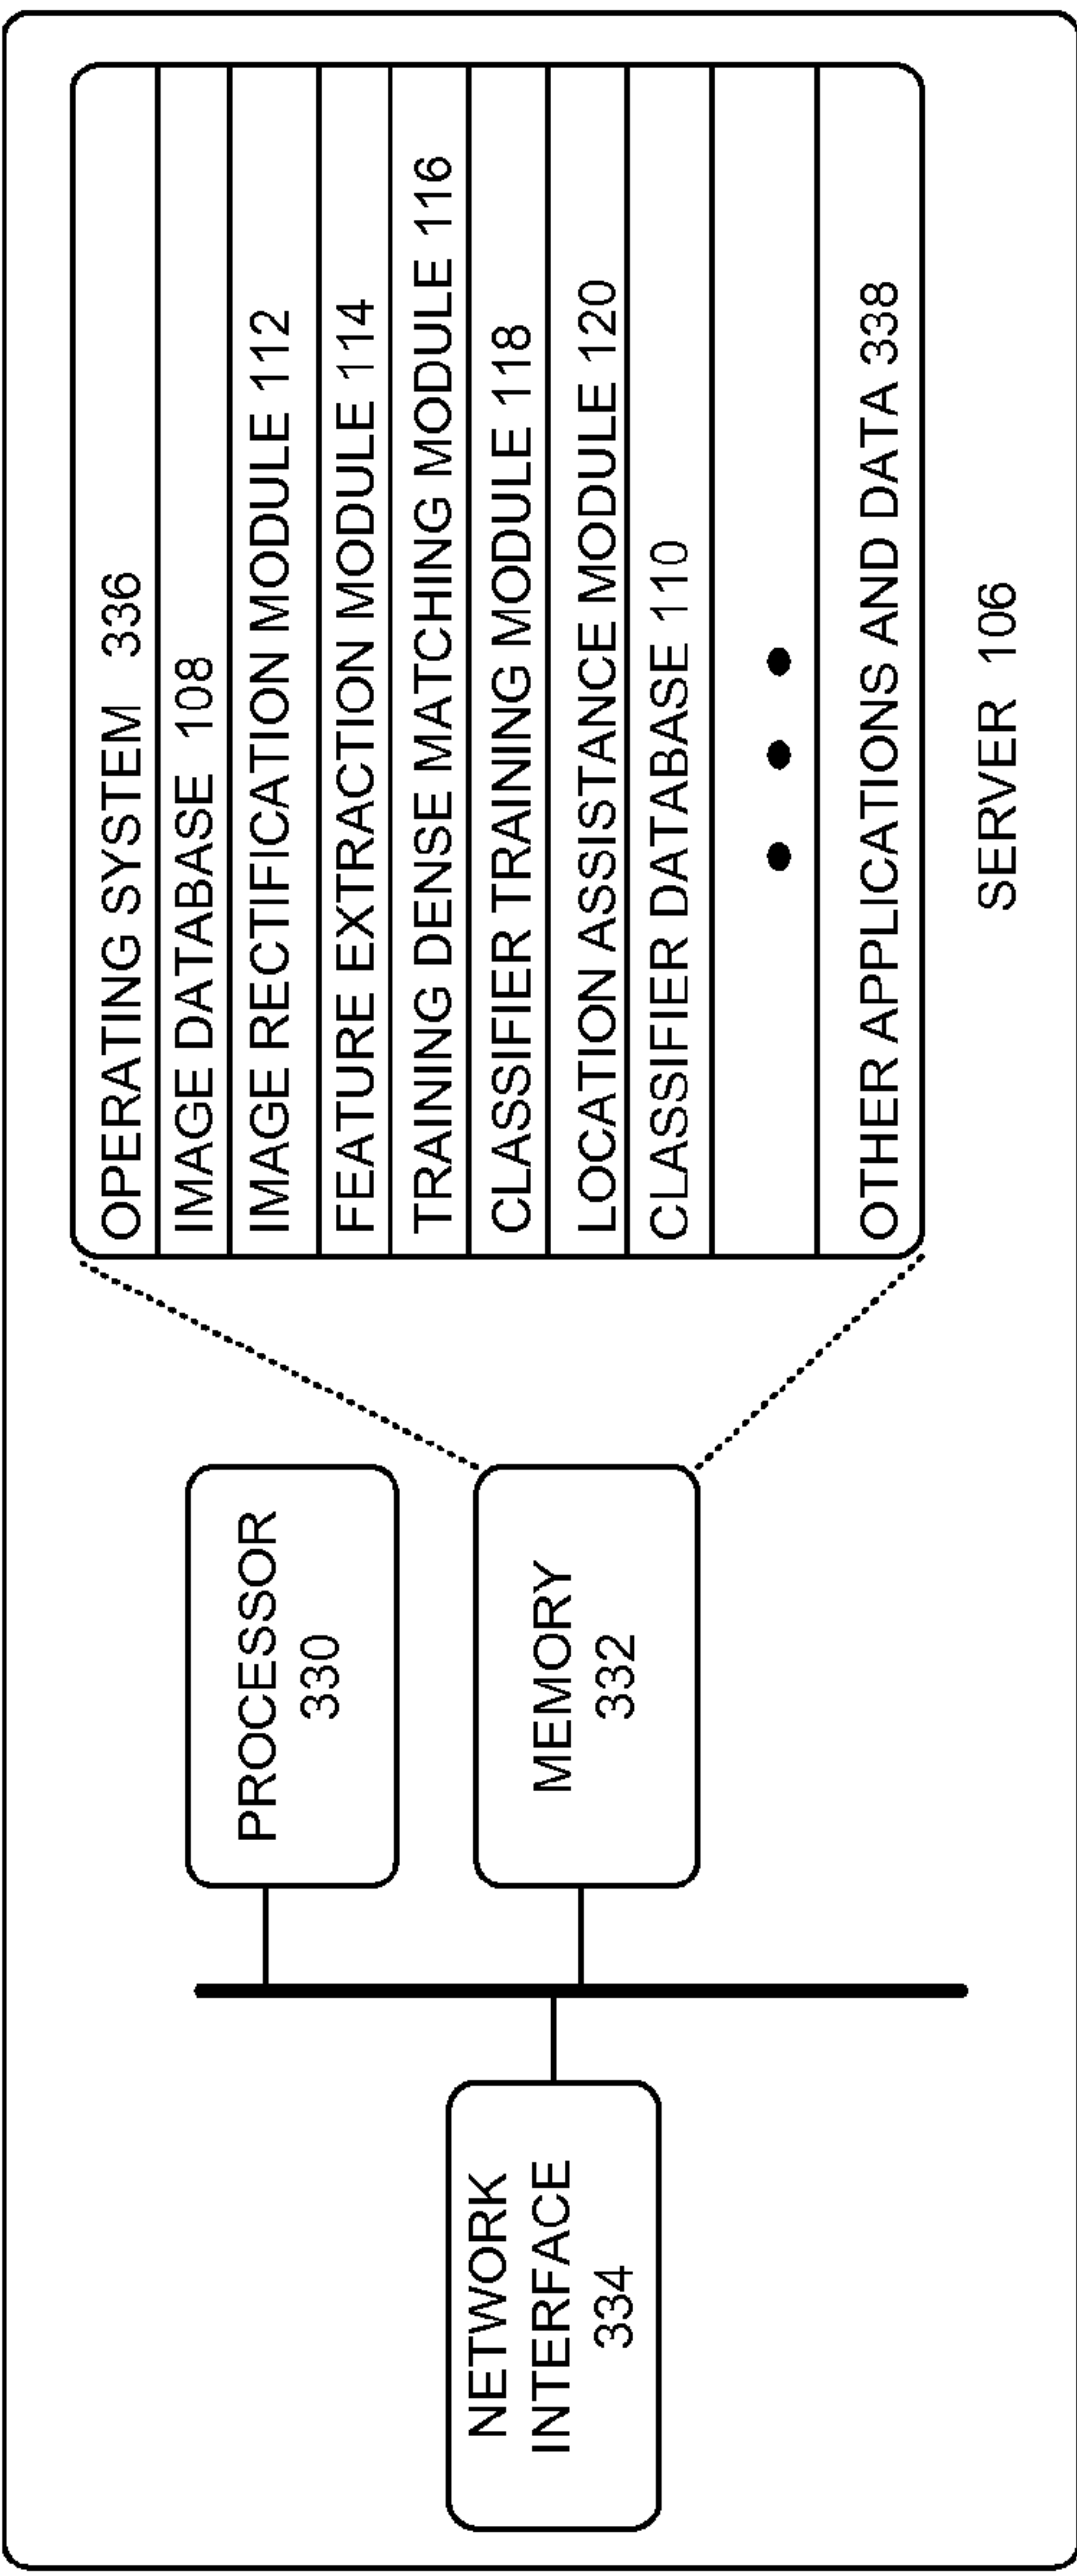 NETWORK
INTERFACE
334
PROCESSOR
330
MEMORY
332
OPERATING SYSTEM 336
IMAGE DATABASE 108
IMAGE RECTIFICATION MODULE 112
FEATURE EXTRACTION MODULE 114
TRAINING DENSE MATCHING MODULE 116
CLASSIFIER TRAINING MODULE 118
LOCATION ASSISTANCE MODULE 120
CLASSIFIER DATABASE 110
OTHER APPLICATIONS AND DATA 338
SERVER 106